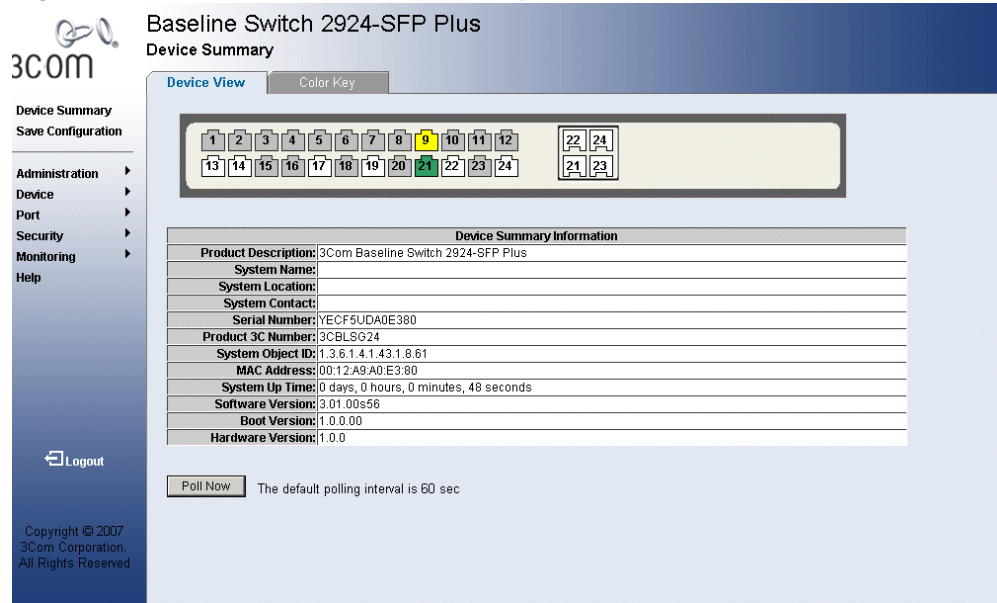 3com
Baseline Switch 2924-SFP Plus
Device Summary
Device View
Color Key
Device Summary
Save Configuration
Administration
Device
Port
Security
Monitoring
Help
1 2 3 4 5 6 7 8 9 10 11 12
13 14 15 16 17 18 19 20 21 22 23 24
22 24
21 23
Device Summary Information
Product Description: 3Com Baseline Switch 2924-SFP Plus
System Name:
System Location:
System Contact:
Serial Number: YECF5UDA0E380
Product 3C Number: 3CBLSG24
System Object ID: 1.3.6.1.4.1.43.1.8.61
MAC Address: 00:12:A9:A0:E3:80
System Up Time: 0 days, 0 hours, 0 minutes, 48 seconds
Software Version: 3.01.00s56
Boot Version: 1.0.0.00
Hardware Version: 1.0.0
Poll Now
The default polling interval is 60 sec
Logout
Copyright © 2007
3Com Corporation.
All Rights Reserved